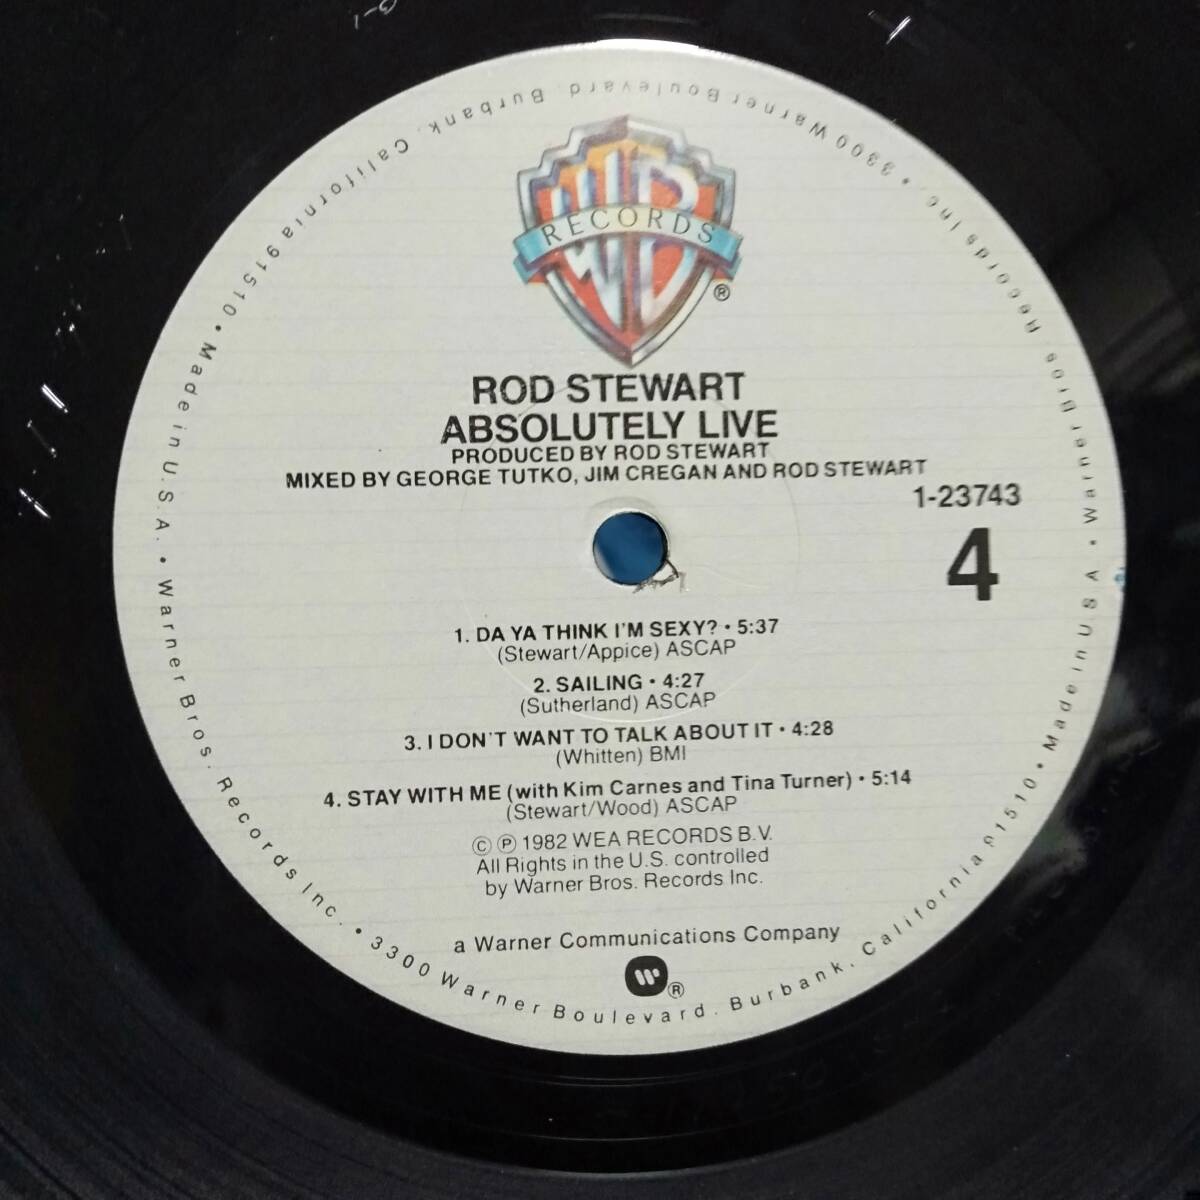 RECORDS
WB
®
ROD STEWART
ABSOLUTELY LIVE
PRODUCED BY ROD STEWART
MIXED BY GEORGE TUTKO, JIM CREGAN AND ROD STEWART
1-23743
4
1. DA YA THINK I'M SEXY? • 5:37
(Stewart/Appice) ASCAP
2. SAILING • 4:27
(Sutherland) ASCAP
3. I DON'T WANT TO TALK ABOUT IT • 4:28
(Whitten) BMI
4. STAY WITH ME (with Kim Carnes and Tina Turner) • 5:14
(Stewart/Wood) ASCAP
© ℗ 1982 WEA RECORDS B.V.
All Rights in the U.S. controlled
by Warner Bros. Records Inc.
a Warner Communications Company
®
Made in U.S.A. • Warner Bros. Records Inc. • 3300 Warner Boulevard. Burbank. California 91510 • Made in U S A • Warner Bros Records Inc. • 3300 Warner Boulevard. Burbank. California 91510 •